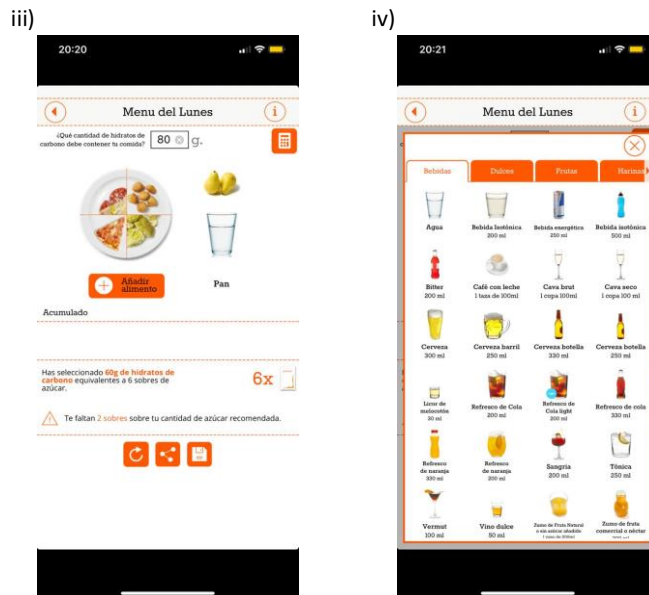 iii)
20:20
Menu del Lunes
¿Qué cantidad de hidratos de
carbono debe contener tu comida?
80
g.
Añadir
alimento
Pan
Acumulado
Has seleccionado 60g de hidratos de
carbono equivalentes a 6 sobres de
azúcar.
6x
Te faltan 2 sobres sobre tu cantidad de azúcar recomendada.
iv)
20:21
Menu del Lunes
Bebidas Dulces Frutas Harinas
Agua
Bebida Isotónica
200 ml
Bebida energética
250 ml
Bebida isotónica
500 ml
Bitter
200 ml
Café con leche
1 taza de 100ml
Cava brut
1 copa 100ml
Cava seco
1 copa 100 ml
Cerveza
300 ml
Cerveza barril
250 ml
Cerveza botella
330 ml
Cerveza botella
250 ml
Licor de
melocotón
50 ml
Refresco de Cola
200 ml
Refresco de
Cola light
200 ml
Refresco de cola
330 ml
Refresco
de naranja
330 ml
Refresco
de naranja
200 ml
Sangría
200 ml
Tónica
250 ml
Vermut
100 ml
Vino dulce
50 ml
Zumo de Fruta Natural
o sin azúcar añadido
Zumo de fruta
comercial o néctar